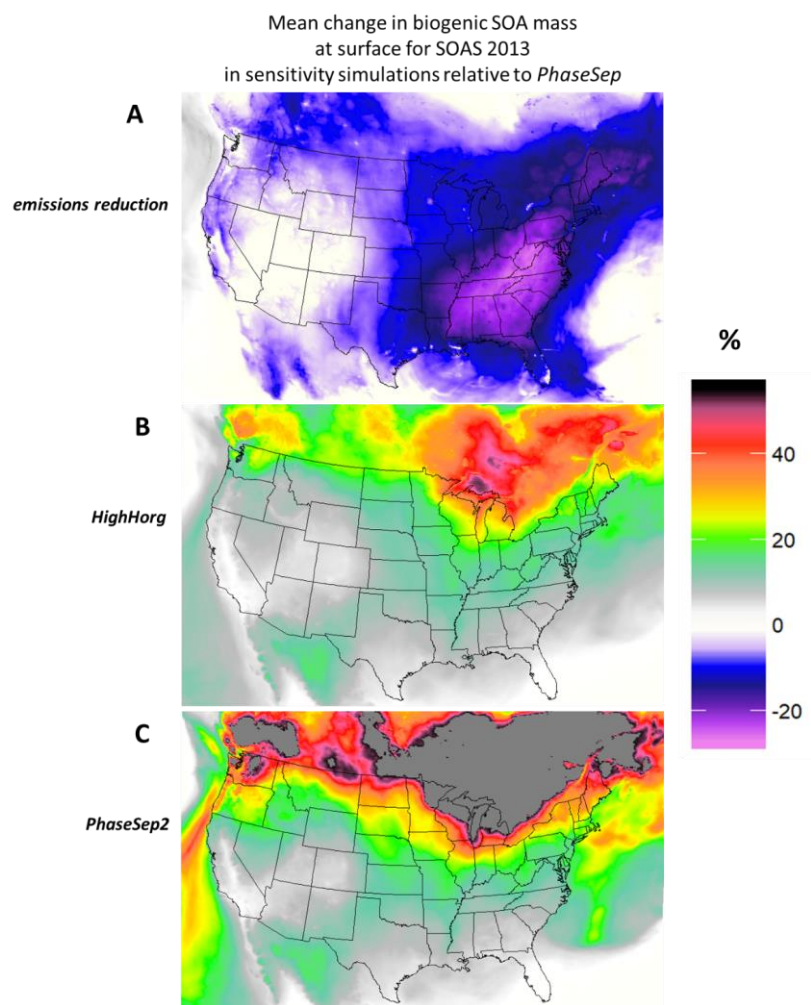 Mean change in biogenic SOA mass
at surface for SOAS 2013
in sensitivity simulations relative to PhaseSep
A
emissions reduction
B
HighHorg
C
PhaseSep2
%
40
20
0
-20